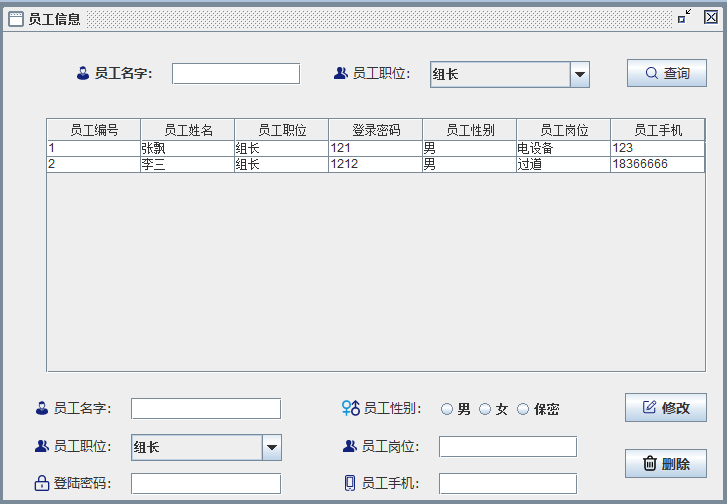 员工信息
员工名字： 员工职位： 组长 查询
员工编号 员工姓名 员工职位 登录密码 员工性别 员工岗位 员工手机
1 张飘 组长 121 男 电设备 123
2 李三 组长 1212 男 过道 18366666
员工名字： 员工性别： 男 女 保密 修改
员工职位： 组长 员工岗位：
登陆密码： 员工手机： 删除